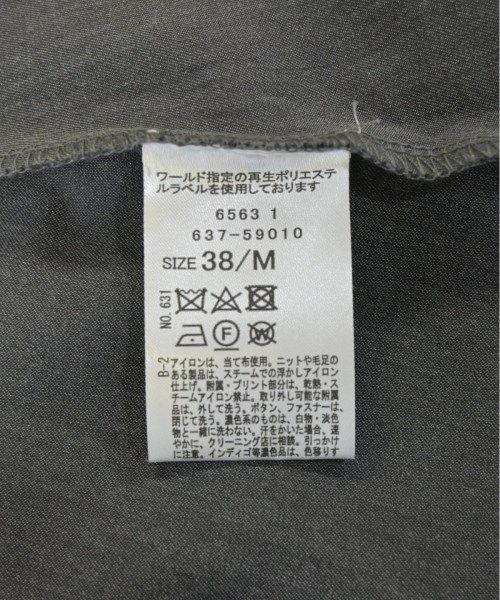 ワールド指定の再生ポリエステ
ルラベルを使用しております
6563 1
637-59010
SIZE 38/M
NO.631
F
W
B-2
アイロンは、当て布使用。ニットや毛足の
ある製品は、スチームでの浮かしアイロン
仕上げ。附属・プリント部分は、乾熱・ス
チームアイロン禁止。取り外し可能な附属
品は、外して洗う。ボタン、ファスナーは、
閉じて洗う。濃色系のものは、白物・淡色
物と一緒に洗わない。汗をかいた場合、速
やかに、クリーニング店に相談。引っかけ
に注意。インディゴ等濃色品は、色移りす